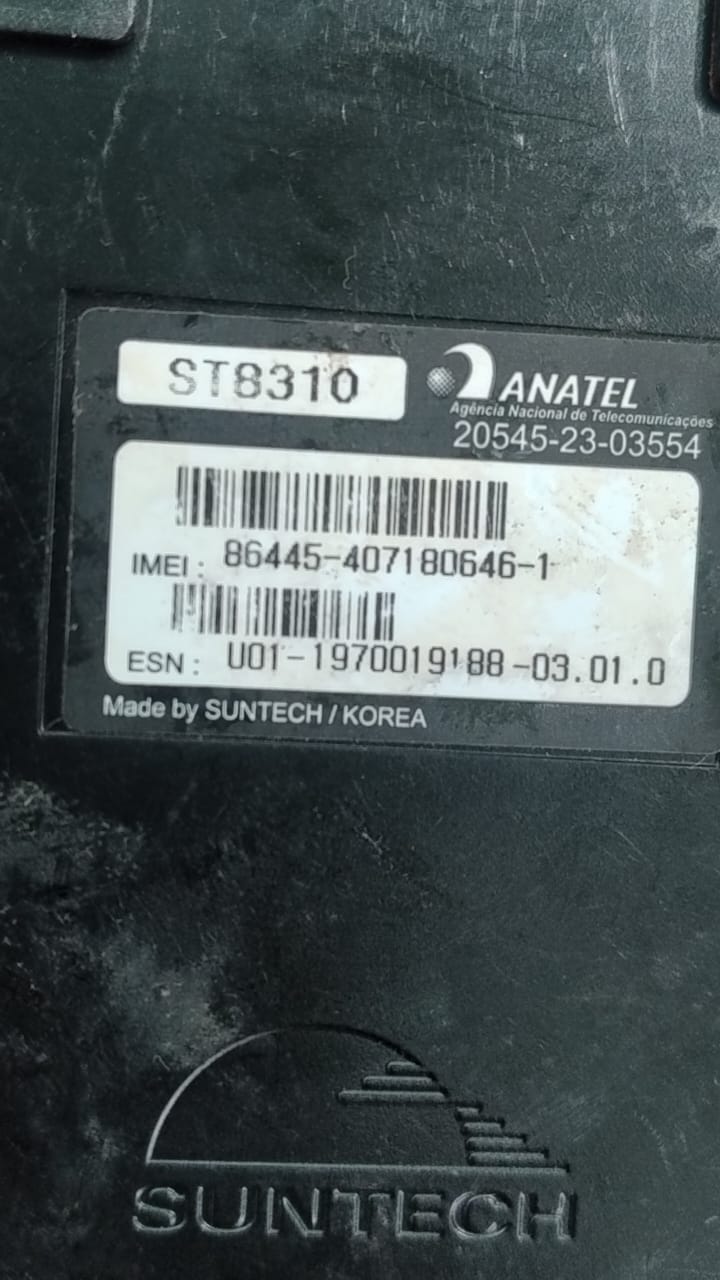 ST8310
ANATEL
Agência Nacional de Telecomunicações
20545-23-03554
IMEI : 86445-407180646-1
ESN : U01-1970019188-03.01.0
Made by SUNTECH / KOREA
SUNTECH